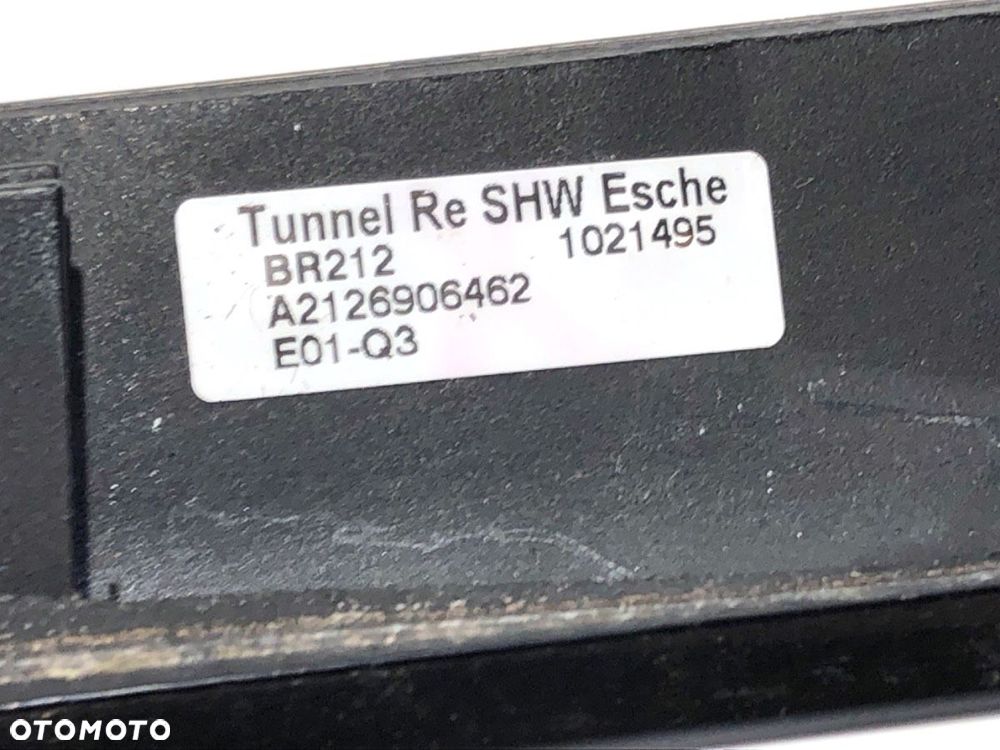 Tunnel Re SHW Esche
BR212 1021495
A2126906462
E01-Q3
OTOMOTO